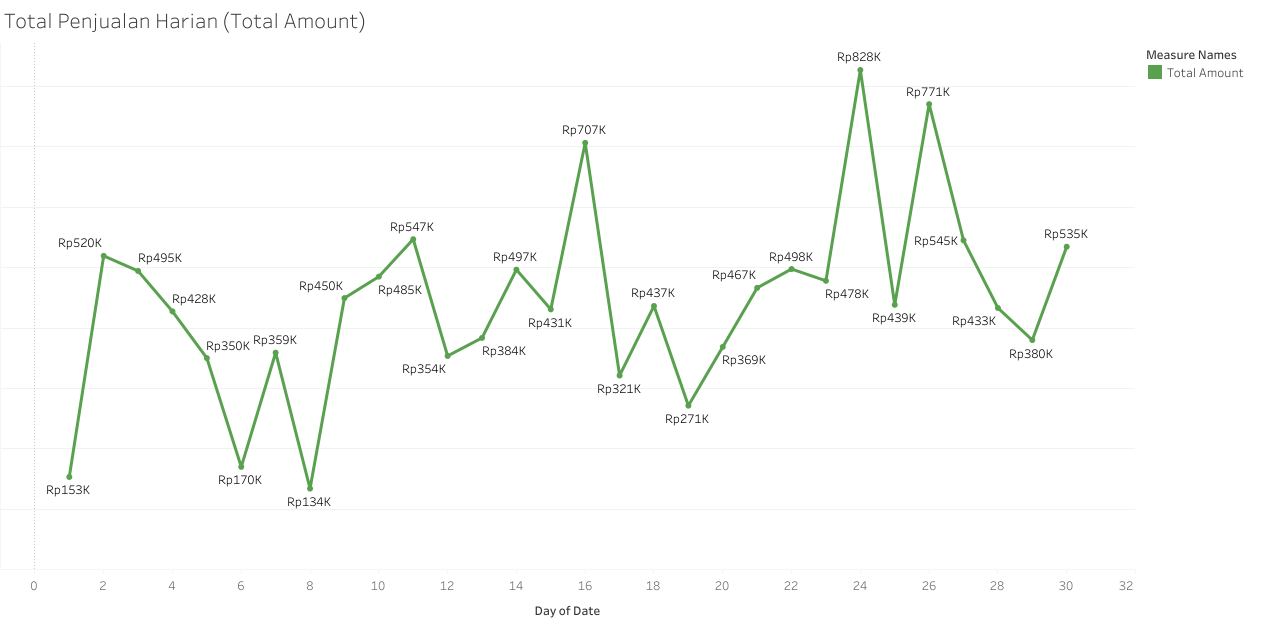 Total Penjualan Harian (Total Amount)
Measure Names
Total Amount
Rp153K
Rp520K
Rp495K
Rp428K
Rp350K
Rp170K
Rp359K
Rp134K
Rp450K
Rp485K
Rp547K
Rp354K
Rp384K
Rp497K
Rp431K
Rp707K
Rp321K
Rp437K
Rp271K
Rp369K
Rp467K
Rp498K
Rp478K
Rp828K
Rp439K
Rp771K
Rp545K
Rp433K
Rp380K
Rp535K
0 2 4 6 8 10 12 14 16 18 20 22 24 26 28 30 32
Day of Date